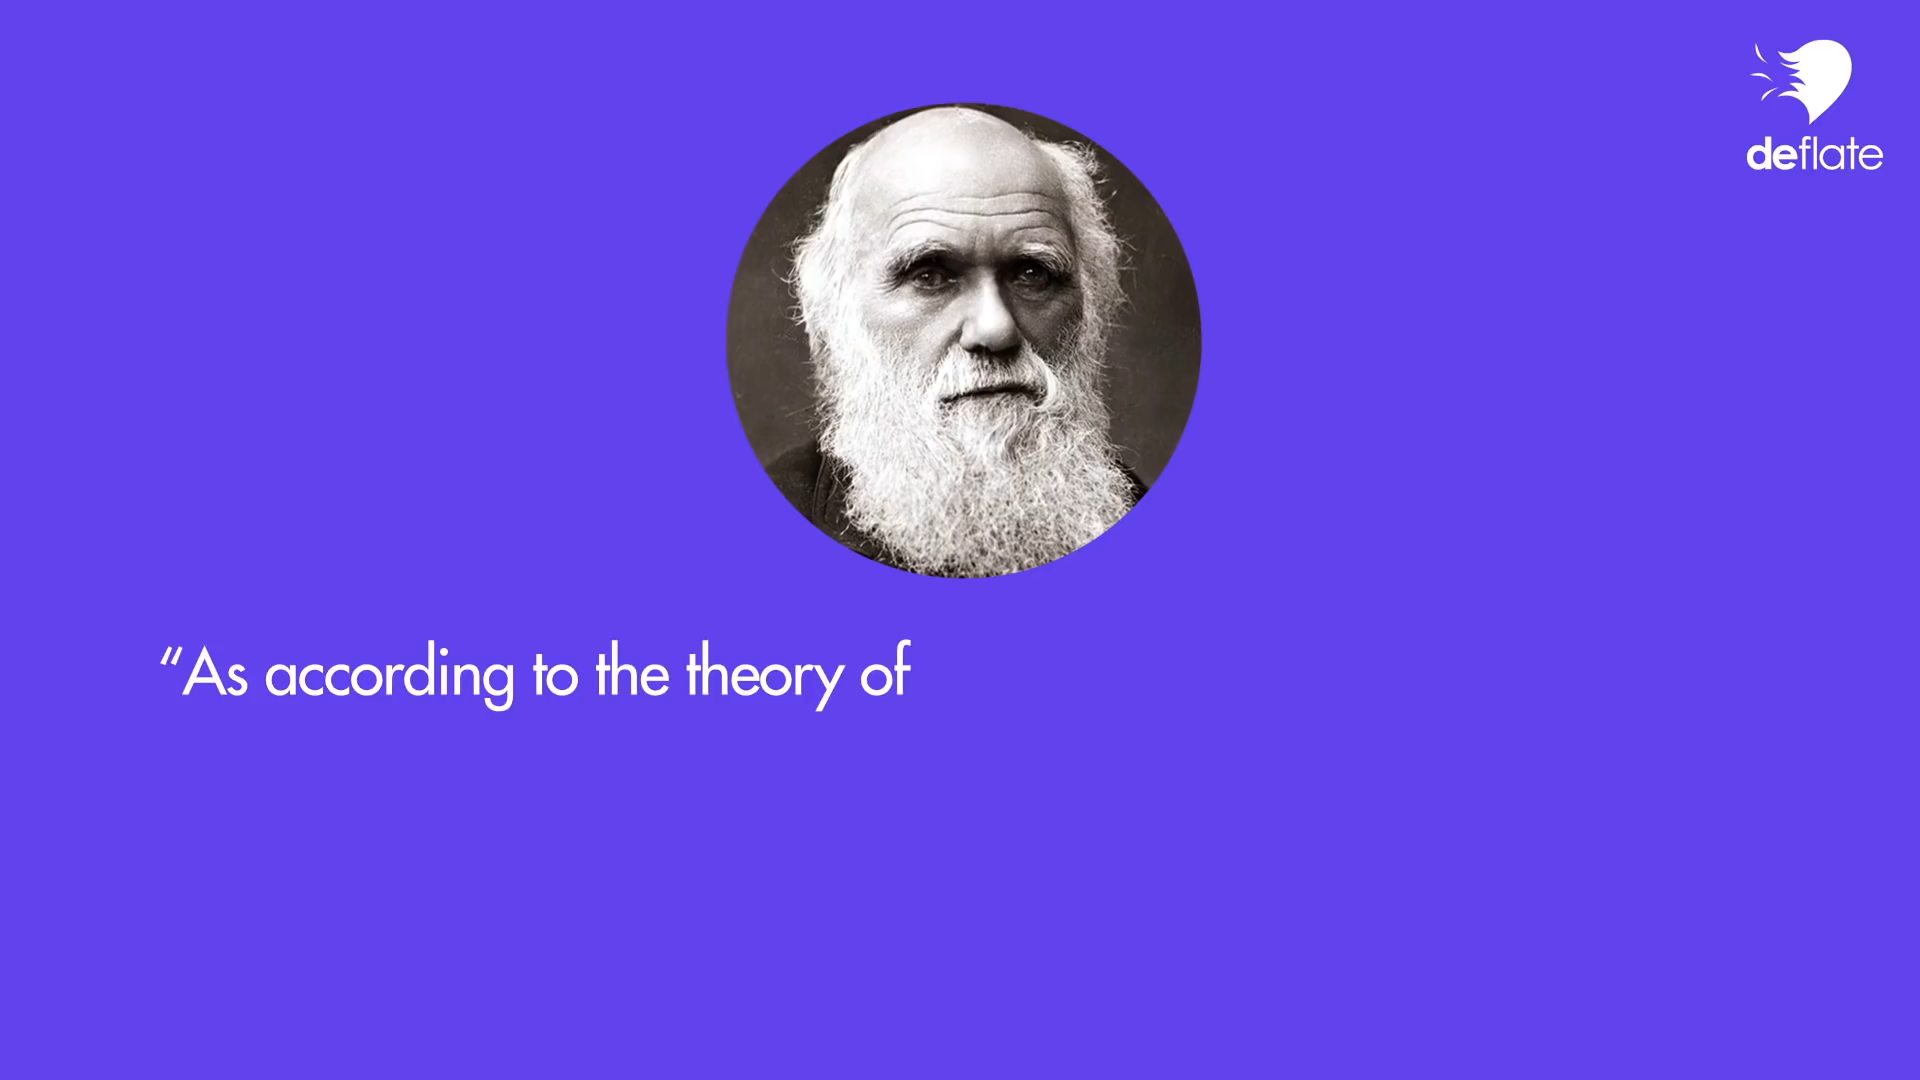 deflate
“As according to the theory of